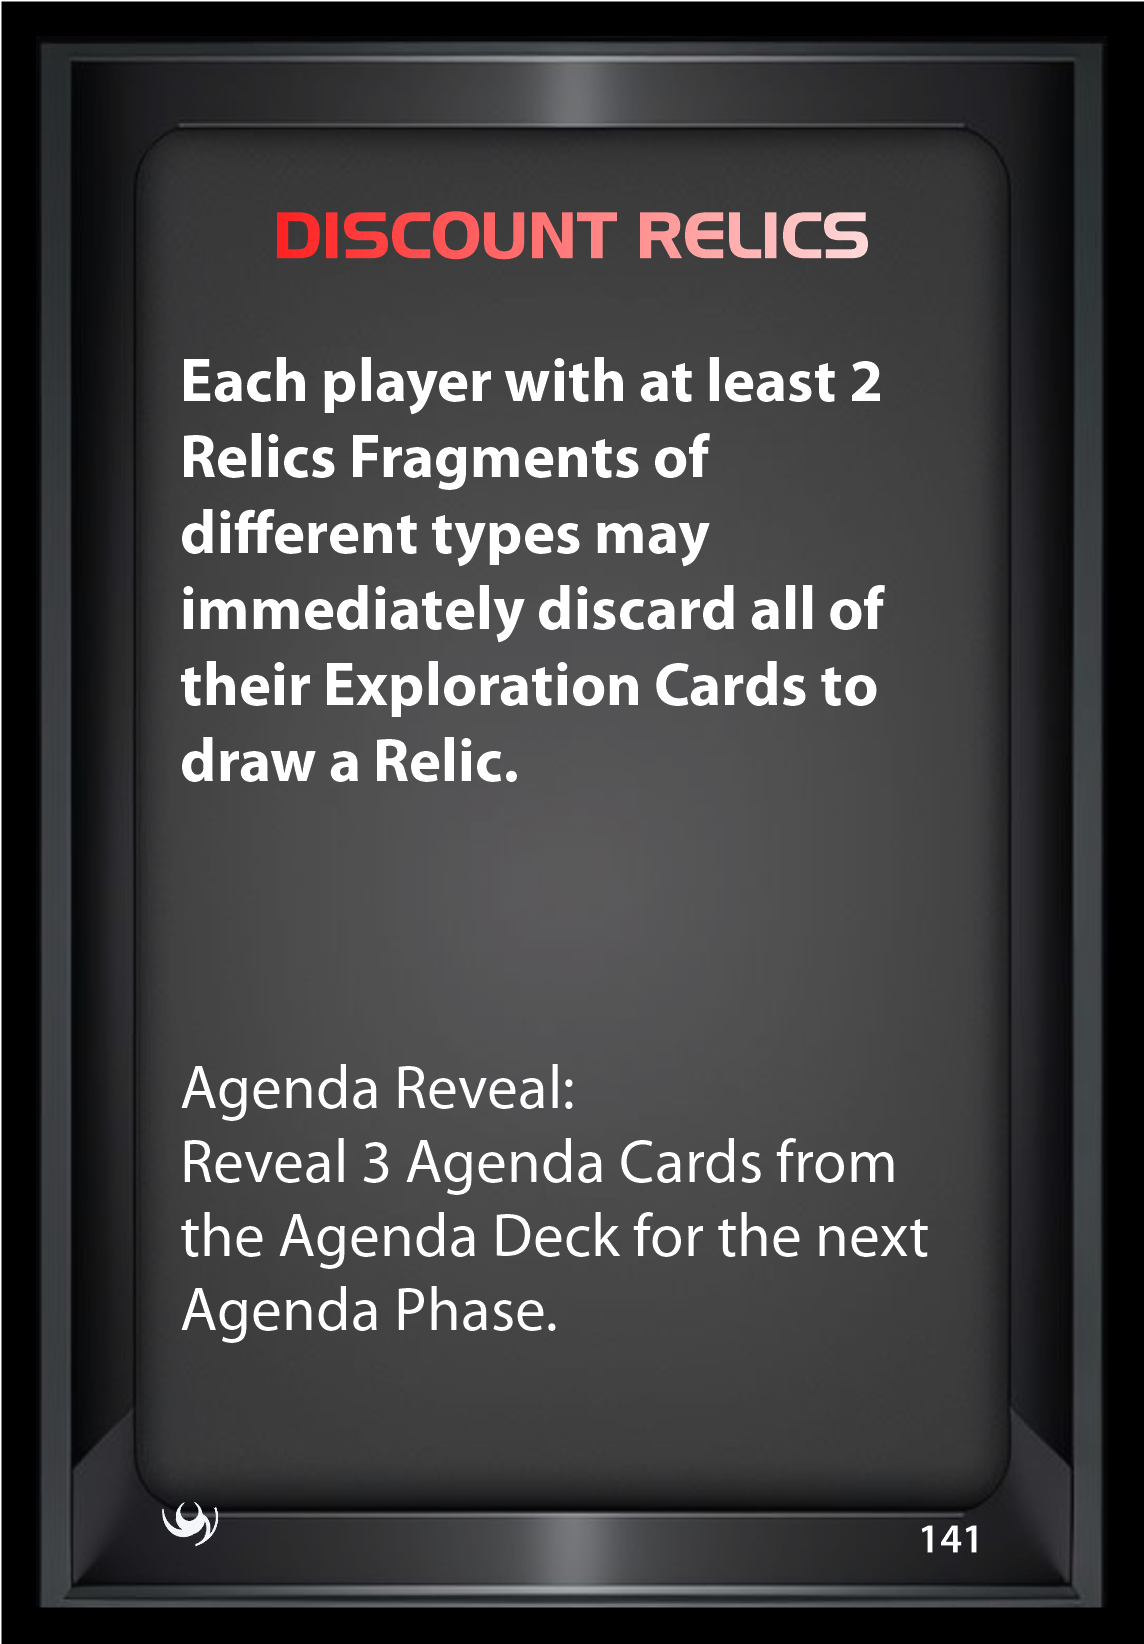 DISCOUNT RELICS
Each player with at least 2
Relics Fragments of
different types may
immediately discard all of
their Exploration Cards to
draw a Relic.
Agenda Reveal:
Reveal 3 Agenda Cards from
the Agenda Deck for the next
Agenda Phase.
141